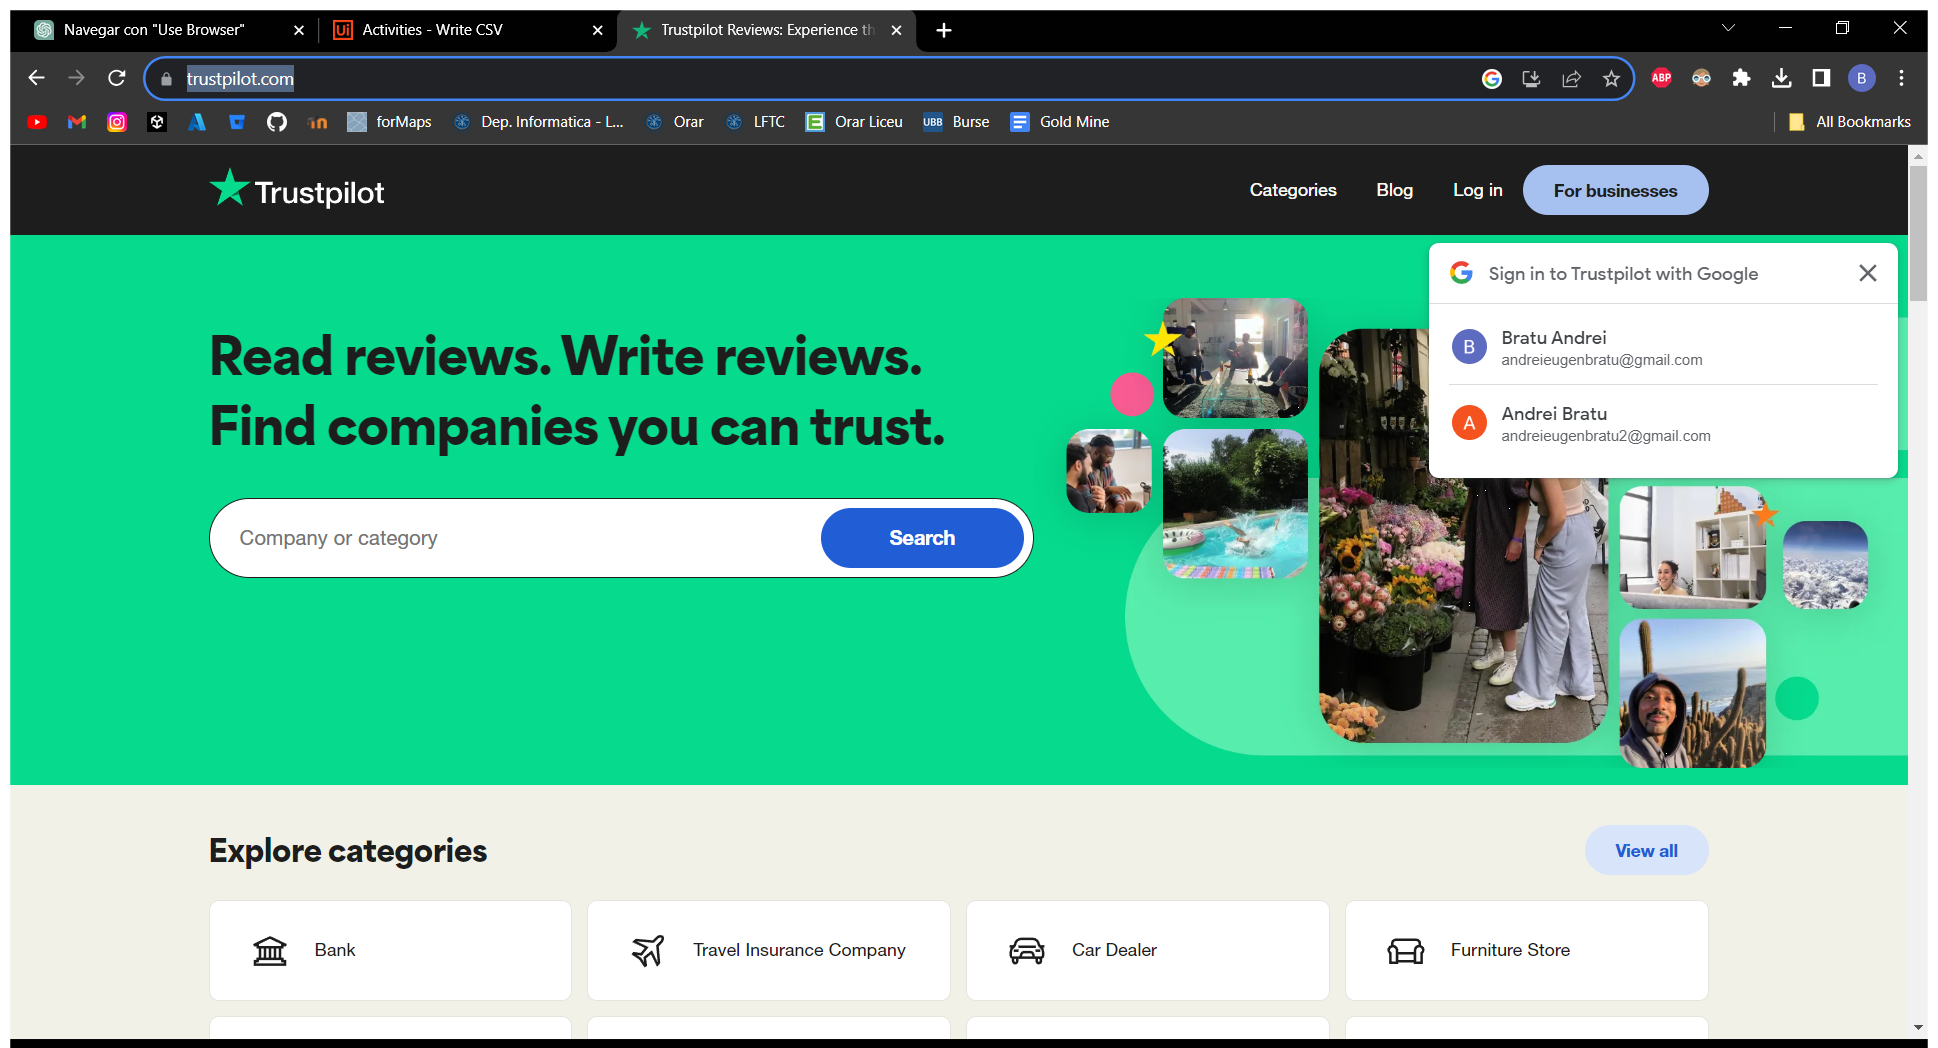 Navegar con "Use Browser"
Ui
Activities - Write CSV
Trustpilot Reviews: Experience th
trustpilot.com
ABP
B
forMaps
Dep. Informatica - L...
Orar
LFTC
Orar Liceu
UBB
Burse
Gold Mine
All Bookmarks
Trustpilot
Categories
Blog
Log in
For businesses
Sign in to Trustpilot with Google
B
Bratu Andrei
andreieugenbratu@gmail.com
A
Andrei Bratu
andreieugenbratu2@gmail.com
Read reviews. Write reviews.
Find companies you can trust.
Company or category
Search
Explore categories
View all
Bank
Travel Insurance Company
Car Dealer
Furniture Store